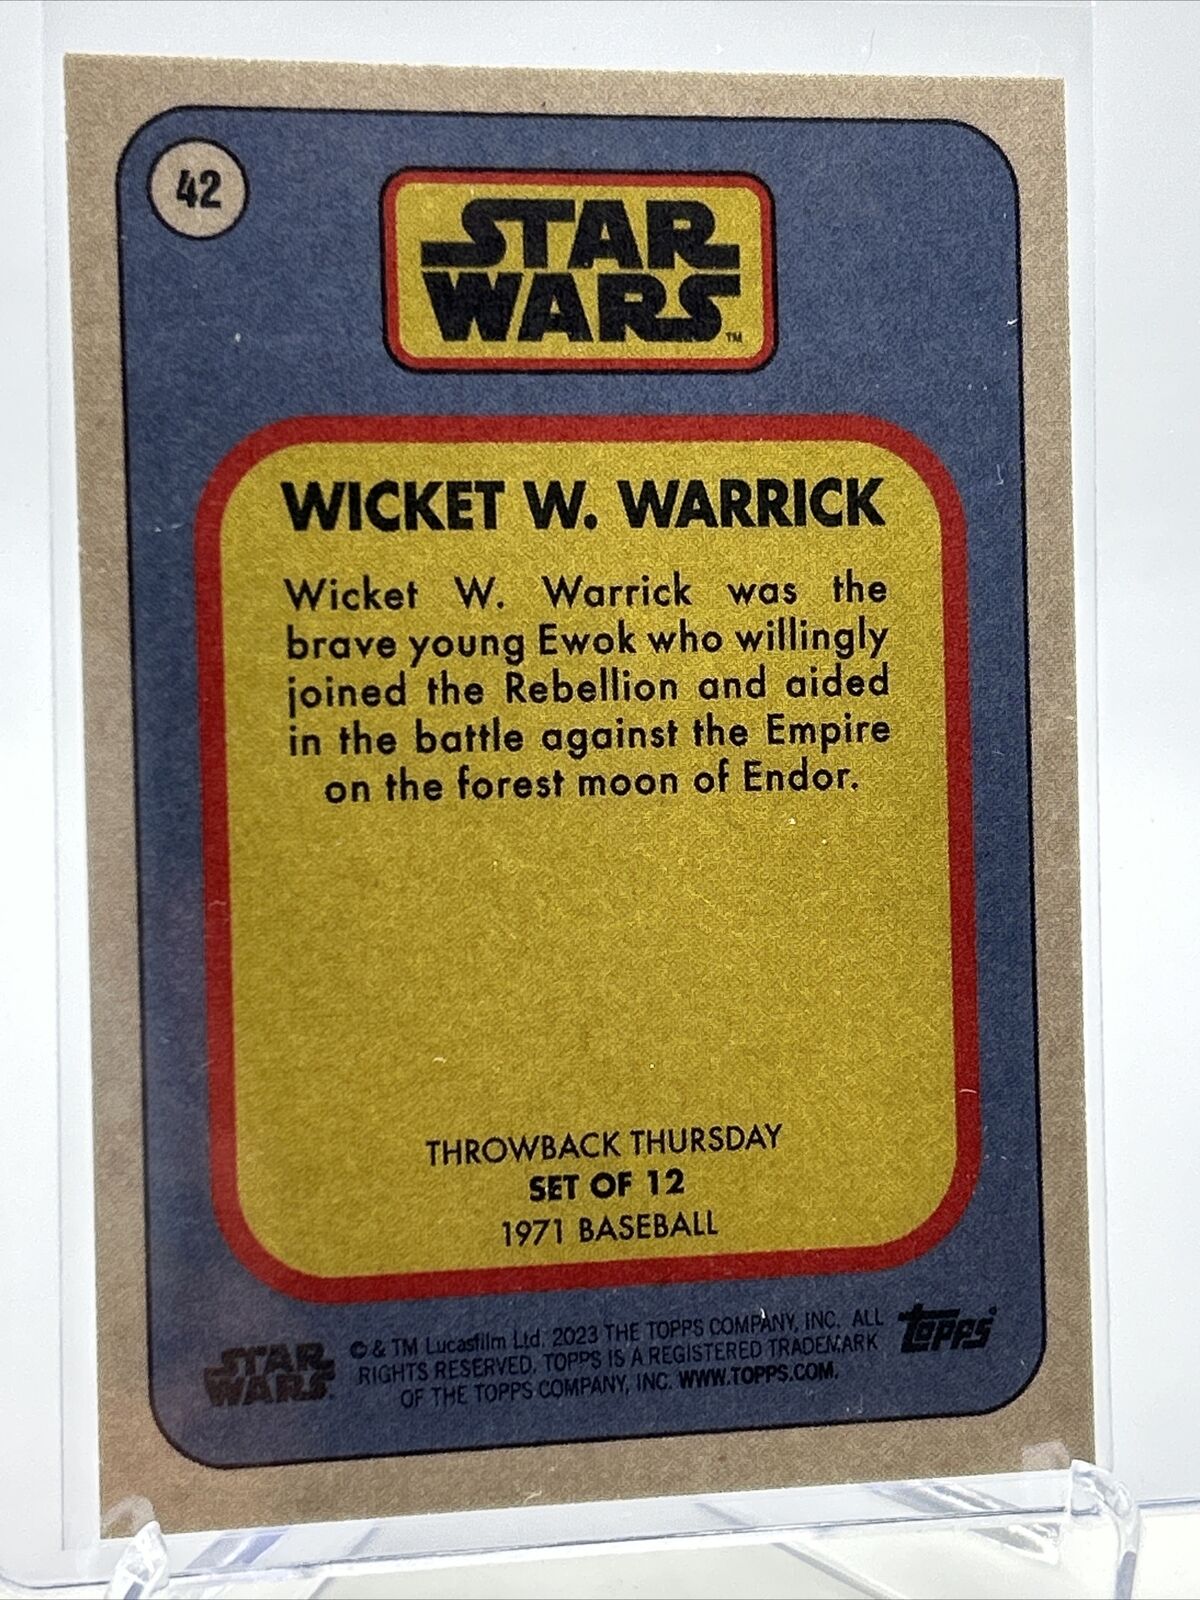 42
STAR
WARS™
WICKET W. WARRICK
Wicket W. Warrick was the
brave young Ewok who willingly
joined the Rebellion and aided
in the battle against the Empire
on the forest moon of Endor.
THROWBACK THURSDAY
SET OF 12
1971 BASEBALL
STAR
WARS
© & TM Lucasfilm Ltd. 2023 THE TOPPS COMPANY, INC. ALL
RIGHTS RESERVED. TOPPS IS A REGISTERED TRADEMARK
OF THE TOPPS COMPANY, INC. WWW.TOPPS.COM.
TOPPS®